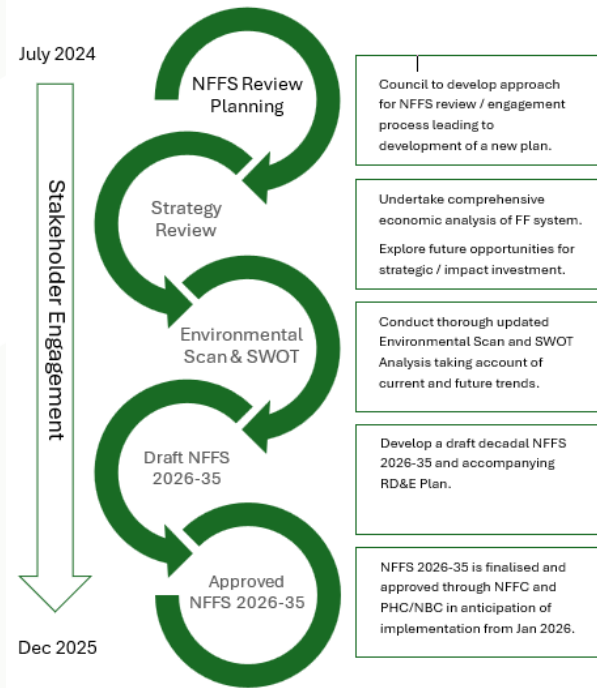 July 2024
Stakeholder Engagement
Dec 2025
NFFS Review
Planning
Council to develop approach
for NFFS review / engagement
process leading to
development of a new plan.
Strategy
Review
Undertake comprehensive
economic analysis of FF system.
Explore future opportunities for
strategic / impact investment.
Environmental
Scan & SWOT
Conduct thorough updated
Environmental Scan and SWOT
Analysis taking account of
current and future trends.
Draft NFFS
2026-35
Develop a draft decadal NFFS
2026-35 and accompanying
RD&E Plan.
Approved
NFFS 2026-35
NFFS 2026-35 is finalised and
approved through NFFC and
PHC/NBC in anticipation of
implementation from Jan 2026.